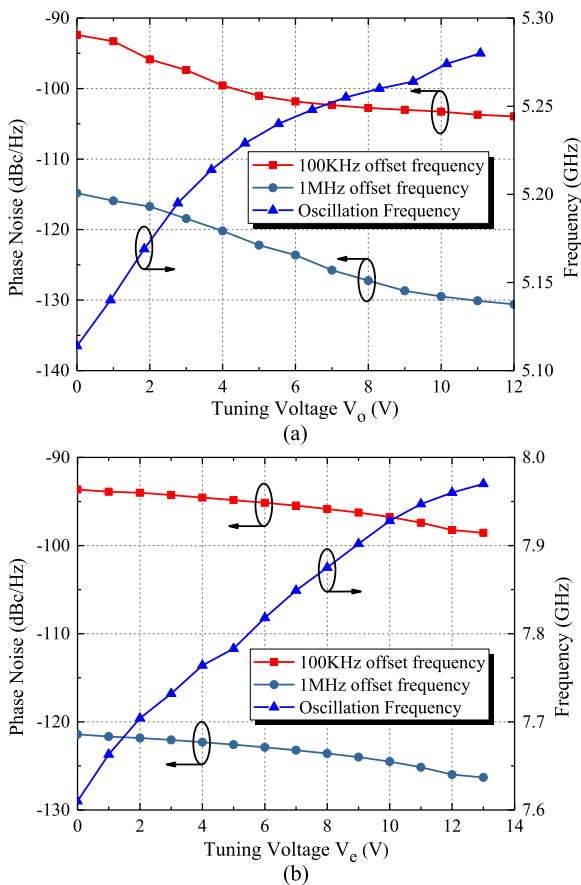 -90
-100
-110
-120
-130
-140
Phase Noise (dBc/Hz)
5.30
5.25
5.20
5.15
5.10
Frequency (GHz)
100KHz offset frequency
1MHz offset frequency
Oscillation Frequency
0 2 4 6 8 10 12
Tuning Voltage Vo (V)
(a)
-90
-100
-110
-120
-130
Phase Noise (dBc/Hz)
8.0
7.9
7.8
7.7
7.6
Frequency (GHz)
100KHz offset frequency
1MHz offset frequency
Oscillation Frequency
0 2 4 6 8 10 12 14
Tuning Voltage Ve (V)
(b)